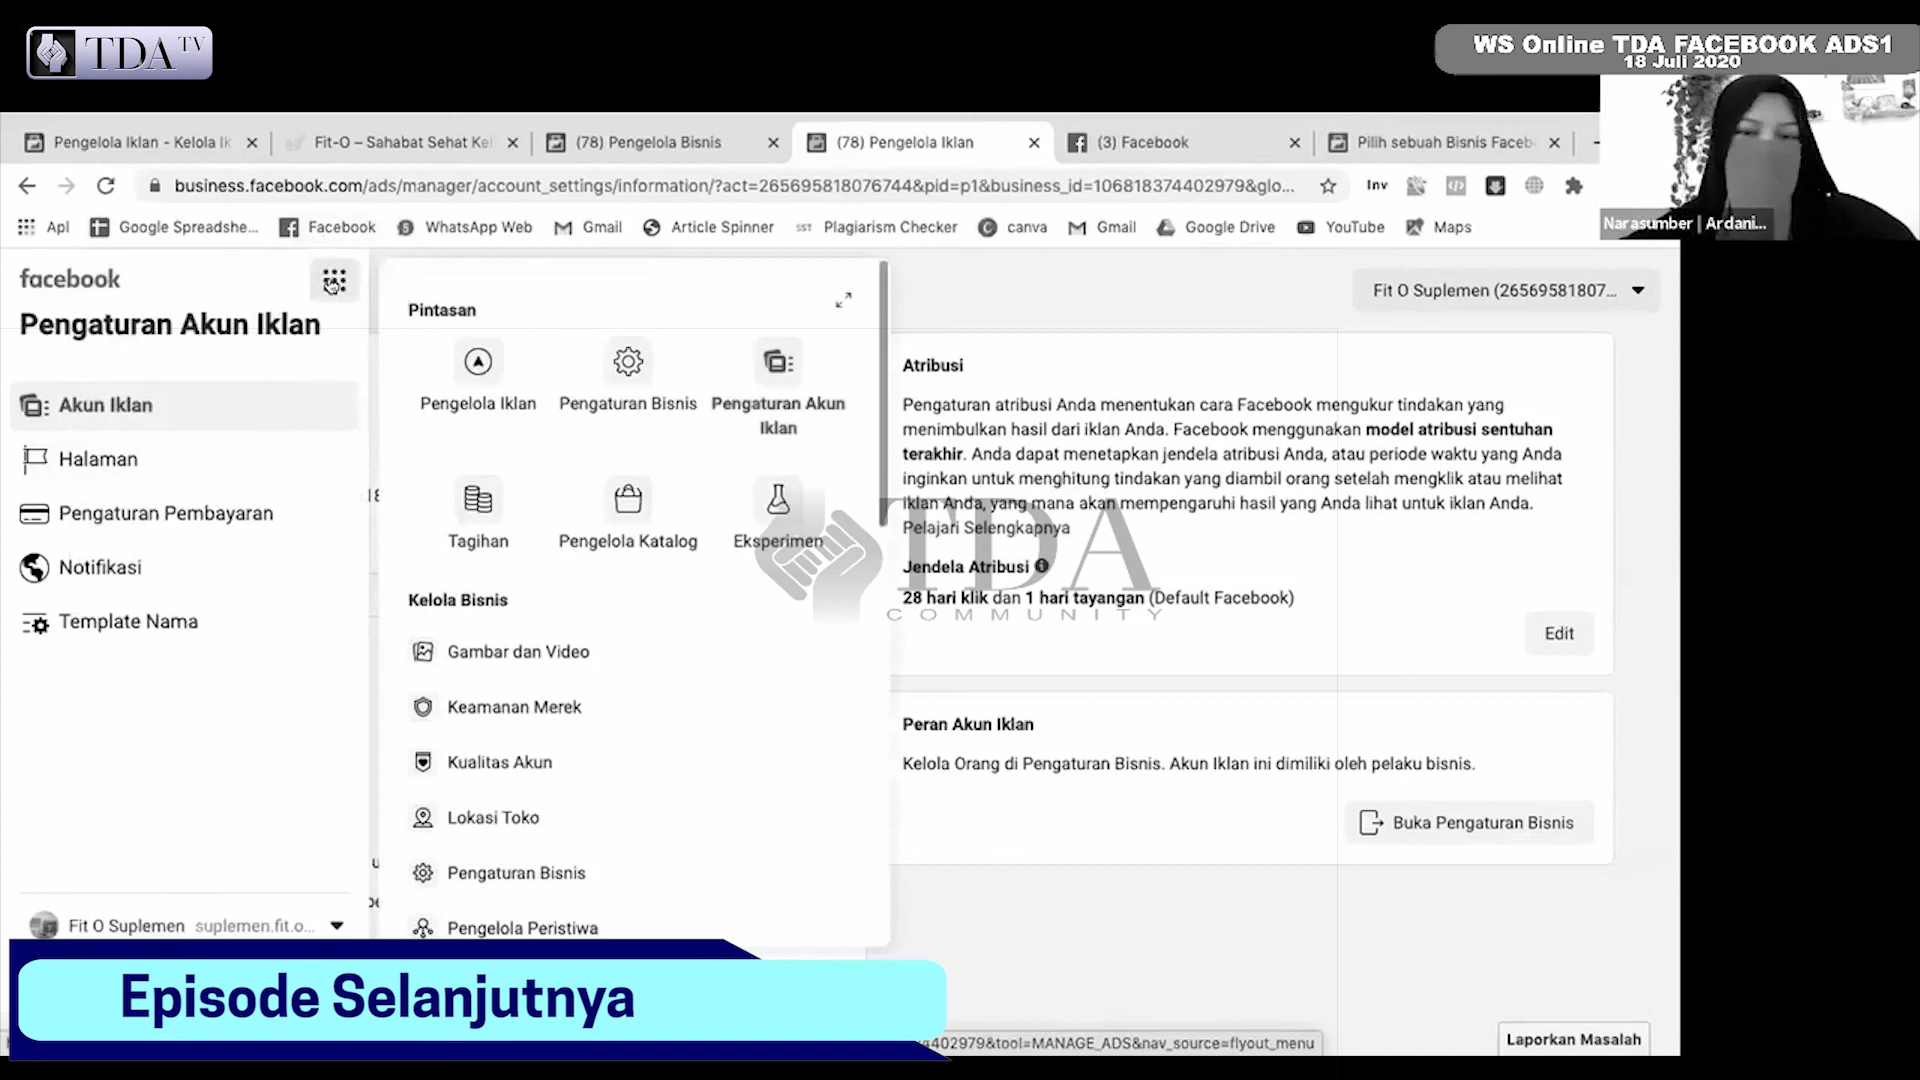 TDA TV
WS Online TDA FACEBOOK ADS1
18 Juli 2020
Pengelola Iklan - Kelola Ik
Fit-O – Sahabat Sehat Kel
(78) Pengelola Bisnis
(78) Pengelola Iklan
(3) Facebook
Pilih sebuah Bisnis Faceb
business.facebook.com/ads/manager/account_settings/information/?act=265695818076744&pid=p1&business_id=106818374402979&glo...
Inv
Apl
Google Spreadshe...
Facebook
WhatsApp Web
Gmail
Article Spinner
SST
Plagiarism Checker
canva
Gmail
Google Drive
YouTube
Maps
Narasumber | Ardani...
facebook
Pengaturan Akun Iklan
Akun Iklan
Halaman
Pengaturan Pembayaran
Notifikasi
Template Nama
Fit O Suplemen suplemen.fit.o...
Pintasan
Pengelola Iklan
Pengaturan Bisnis
Pengaturan Akun
Iklan
Tagihan
Pengelola Katalog
Eksperimen
Kelola Bisnis
Gambar dan Video
Keamanan Merek
Kualitas Akun
Lokasi Toko
Pengaturan Bisnis
Pengelola Peristiwa
Fit O Suplemen (26569581807...
Atribusi
Pengaturan atribusi Anda menentukan cara Facebook mengukur tindakan yang
menimbulkan hasil dari iklan Anda. Facebook menggunakan model atribusi sentuhan
terakhir. Anda dapat menetapkan jendela atribusi Anda, atau periode waktu yang Anda
inginkan untuk menghitung tindakan yang diambil orang setelah mengklik atau melihat
iklan Anda, yang mana akan mempengaruhi hasil yang Anda lihat untuk iklan Anda.
Pelajari Selengkapnya
Jendela Atribusi
28 hari klik dan 1 hari tayangan (Default Facebook)
Edit
TDA
COMMUNITY
Peran Akun Iklan
Kelola Orang di Pengaturan Bisnis. Akun Iklan ini dimiliki oleh pelaku bisnis.
Buka Pengaturan Bisnis
Episode Selanjutnya
4402979&tool=MANAGE_ADS&nav_source=flyout_menu
Laporkan Masalah